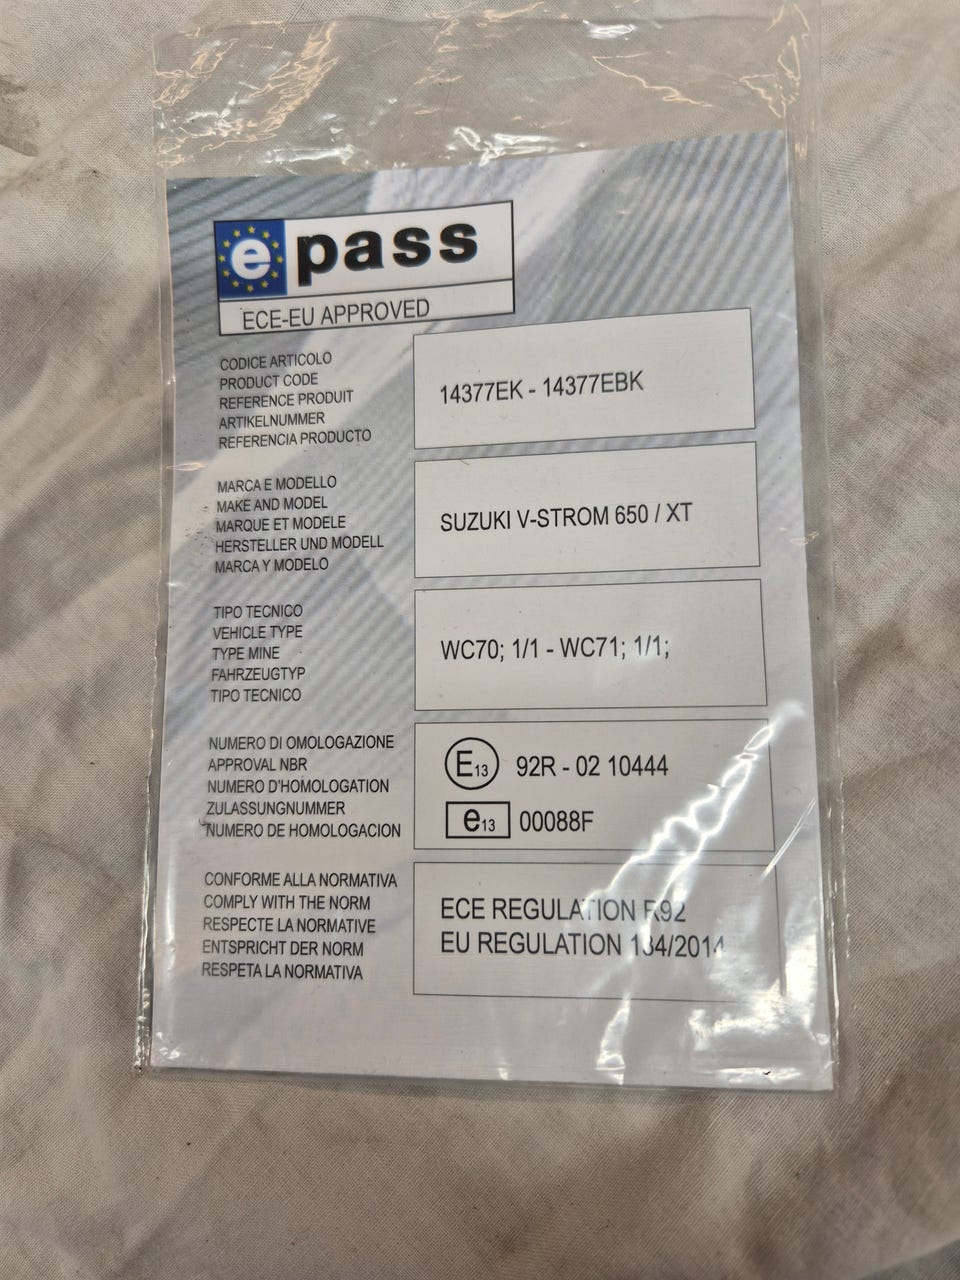 e pass
ECE-EU APPROVED
CODICE ARTICOLO
PRODUCT CODE
REFERENCE PRODUIT
ARTIKELNUMMER
REFERENCIA PRODUCTO
14377EK - 14377EBK
MARCA E MODELLO
MAKE AND MODEL
MARQUE ET MODELE
HERSTELLER UND MODELL
MARCA Y MODELO
SUZUKI V-STROM 650 / XT
TIPO TECNICO
VEHICLE TYPE
TYPE MINE
FAHRZEUGTYP
TIPO TECNICO
WC70; 1/1 - WC71; 1/1;
NUMERO DI OMOLOGAZIONE
APPROVAL NBR
NUMERO D'HOMOLOGATION
ZULASSUNGNUMMER
NUMERO DE HOMOLOGACION
E13 92R - 02 10444
e13 00088F
CONFORME ALLA NORMATIVA
COMPLY WITH THE NORM
RESPECTE LA NORMATIVE
ENTSPRICHT DER NORM
RESPETA LA NORMATIVA
ECE REGULATION R92
EU REGULATION 134/2014